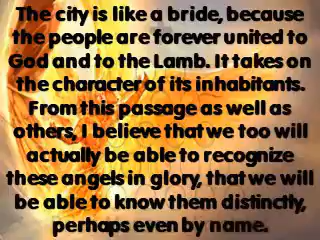 The city is like a bride, because
the people are forever united to
God and to the Lamb. It takes on
the character of its inhabitants.
From this passage as well as
others, I believe that we too will
actually be able to recognize
these angels in glory, that we will
be able to know them distinctly,
perhaps even by name.